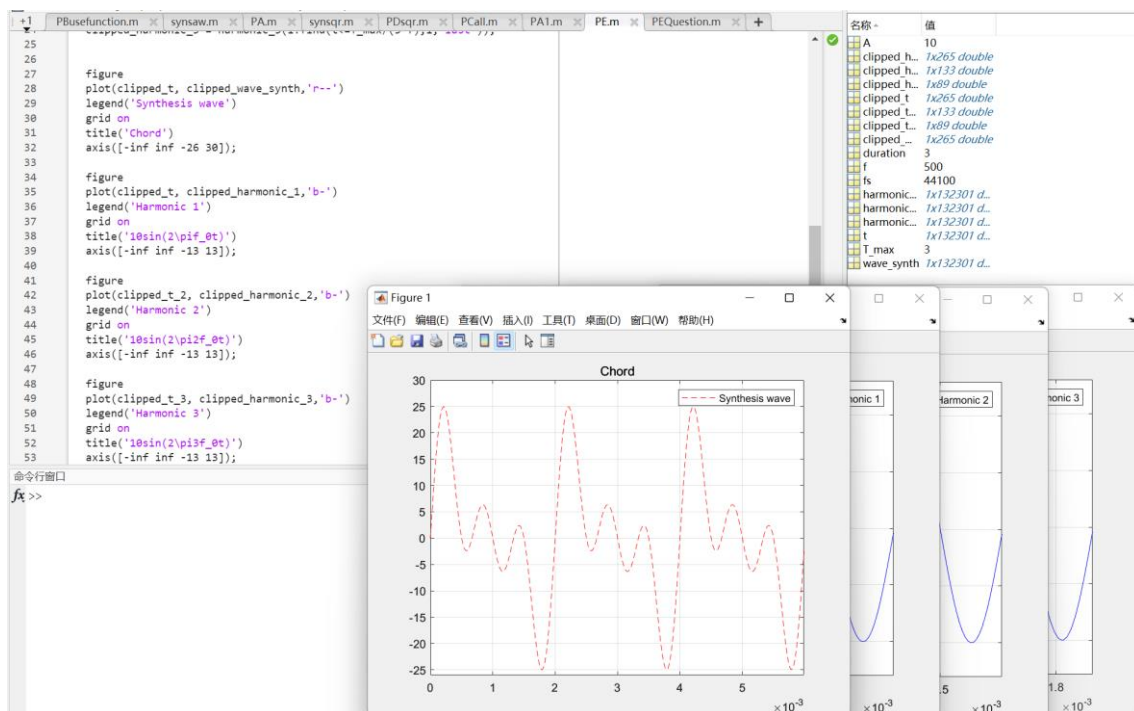 +1 PBusefunction.m synsaw.m PA.m synsqr.m PDsqr.m PCall.m PA1.m PE.m PEQuestion.m +
25
26
27 figure
28 plot(clipped_t, clipped_wave_synth,'r--')
29 legend('Synthesis wave')
30 grid on
31 title('Chord')
32 axis([-inf inf -26 30]);
33
34 figure
35 plot(clipped_t, clipped_harmonic_1,'b-')
36 legend('Harmonic 1')
37 grid on
38 title('10sin(2\pif_0t)')
39 axis([-inf inf -13 13]);
40
41 figure
42 plot(clipped_t_2, clipped_harmonic_2,'b-')
43 legend('Harmonic 2')
44 grid on
45 title('10sin(2\pi2f_0t)')
46 axis([-inf inf -13 13]);
47
48 figure
49 plot(clipped_t_3, clipped_harmonic_3,'b-')
50 legend('Harmonic 3')
51 grid on
52 title('10sin(2\pi3f_0t)')
53 axis([-inf inf -13 13]);
命令行窗口
fx >>
名称 值
A 10
clipped_h... 1x265 double
clipped_h... 1x133 double
clipped_h... 1x89 double
clipped_t 1x265 double
clipped_t... 1x133 double
clipped_t... 1x89 double
clipped_... 1x265 double
duration 3
f 500
fs 44100
harmonic... 1x132301 d...
harmonic... 1x132301 d...
harmonic... 1x132301 d...
t 1x132301 d...
T_max 3
wave_synth 1x132301 d...
Figure 1
文件(F) 编辑(E) 查看(V) 插入(I) 工具(T) 桌面(D) 窗口(W) 帮助(H)
Chord
Synthesis wave
30
25
20
15
10
5
0
-5
-10
-15
-20
-25
0 1 2 3 4 5
×10⁻³
onic 1
Harmonic 2
.5
×10⁻³
onic 3
1.8
×10⁻³
×10⁻³